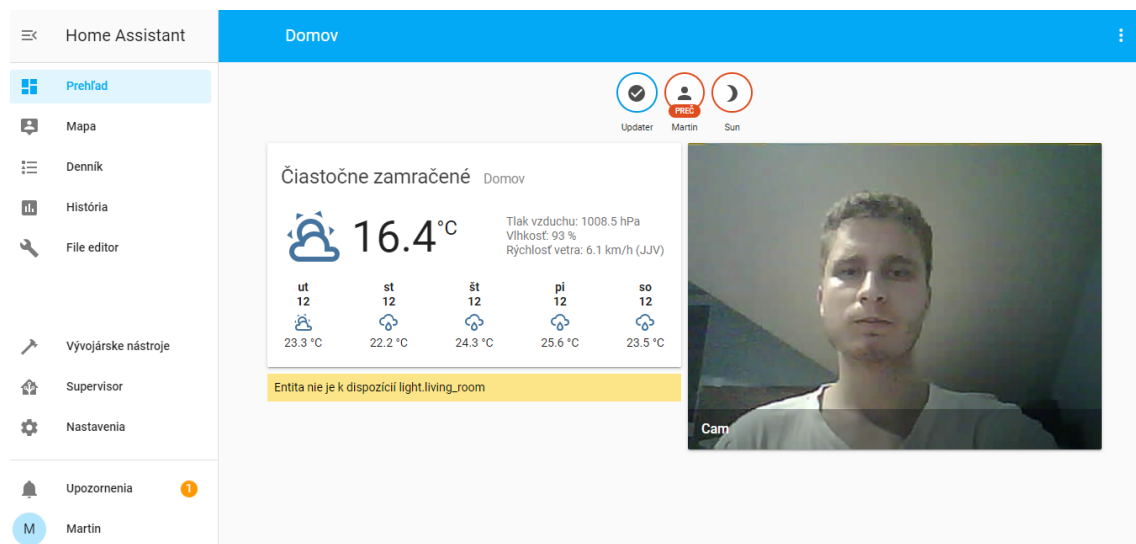 Home Assistant
Domov
Prehľad
Mapa
Denník
História
File editor
Vývojárske nástroje
Supervisor
Nastavenia
Upozornenia 1
M Martin
PREČ
Updater Martin Sun
Čiastočne zamračené Domov
16.4°C
Tlak vzduchu: 1008.5 hPa
Vlhkosť: 93 %
Rýchlosť vetra: 6.1 km/h (JJV)
ut st št pi so
12 12 12 12 12
23.3 °C 22.2 °C 24.3 °C 25.6 °C 23.5 °C
Entita nie je k dispozícií light.living_room
Cam